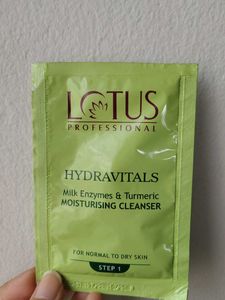 LOTUS
PROFESSIONAL
HYDRAVITALS
Milk Enzymes & Turmeric
MOISTURISING CLEANSER
FOR NORMAL TO DRY SKIN
STEP 1